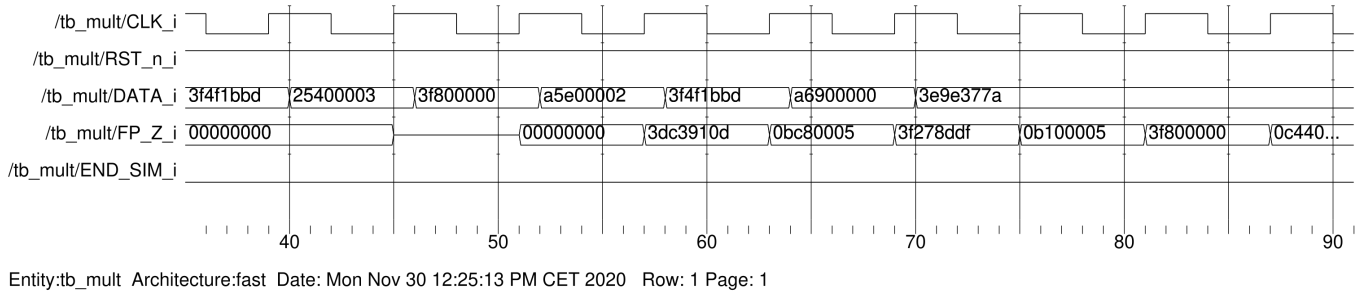 /tb_mult/CLK_i
/tb_mult/RST_n_i
/tb_mult/DATA_i 3f4f1bbd 25400003 3f800000 a5e00002 3f4f1bbd a6900000 3e9e377a
/tb_mult/FP_Z_i 00000000 00000000 3dc3910d 0bc80005 3f278ddf 0b100005 3f800000 0c440...
/tb_mult/END_SIM_i
40 50 60 70 80 90
Entity:tb_mult Architecture:fast Date: Mon Nov 30 12:25:13 PM CET 2020 Row: 1 Page: 1